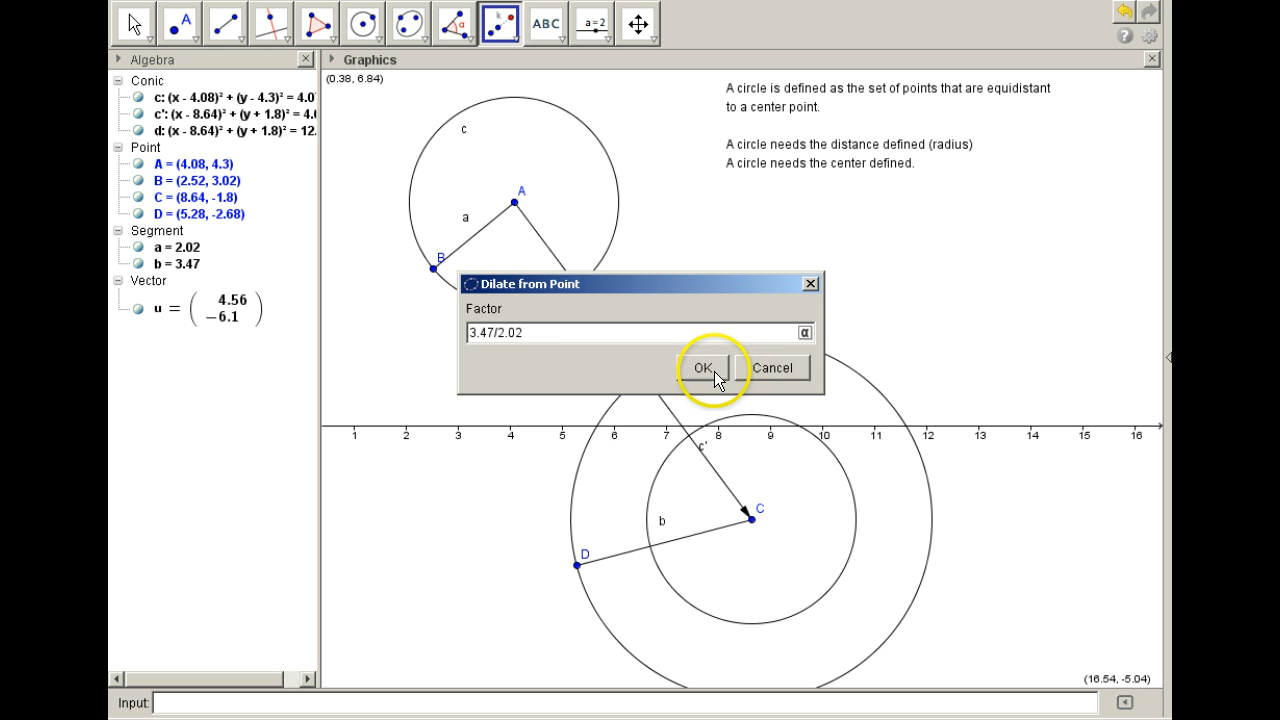 A
α
k
ABC
a=2
Algebra
Graphics
Conic
c: (x - 4.08)² + (y - 4.3)² = 4.0
c': (x - 8.64)² + (y + 1.8)² = 4.
d: (x - 8.64)² + (y + 1.8)² = 12.
Point
A = (4.08, 4.3)
B = (2.52, 3.02)
C = (8.64, -1.8)
D = (5.28, -2.68)
Segment
a = 2.02
b = 3.47
Vector
u = ( 4.56
−6.1 )
(0.38, 6.84)
A circle is defined as the set of points that are equidistant
to a center point.
A circle needs the distance defined (radius)
A circle needs the center defined.
c
A
a
B
Dilate from Point
Factor
3.47/2.02
α
OK
Cancel
1 2 3 4 5 6 7 8 9 10 11 12 13 14 15 16
c'
C
b
D
(16.54, -5.04)
Input: